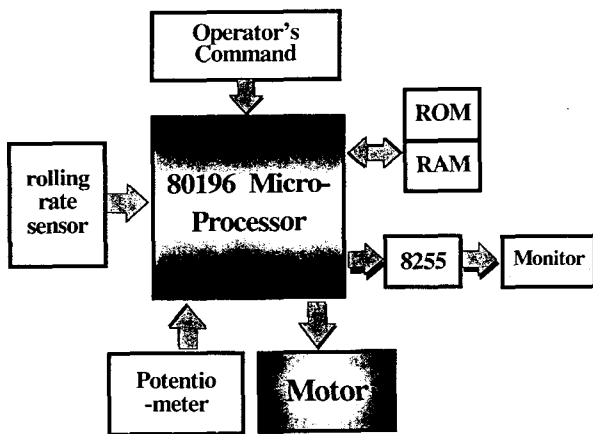 Operator's
Command
ROM
RAM
rolling
rate
sensor
80196 Micro-
Processor
8255
Monitor
Potentio
-meter
Motor